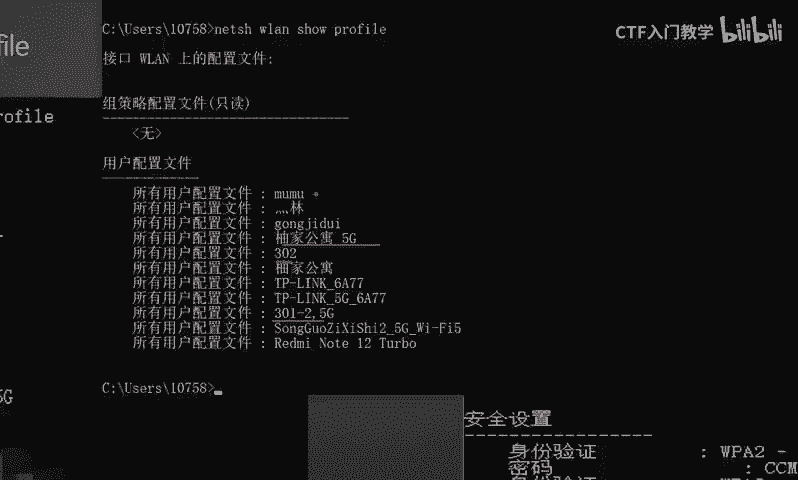 C:\Users\10758>netsh wlan show profile
CTF入门教学 bilibili
file
接口 WLAN 上的配置文件:
rofile
组策略配置文件(只读)
---------------------------------
<无>
用户配置文件
-------------
所有用户配置文件 : mumu
所有用户配置文件 : 灬林
所有用户配置文件 : gongjidui
所有用户配置文件 : 柚家公寓_5G
所有用户配置文件 : 302
所有用户配置文件 : 柚家公寓
所有用户配置文件 : TP-LINK_6A77
所有用户配置文件 : TP-LINK_5G_6A77
所有用户配置文件 : 301-2.5G
所有用户配置文件 : SongGuoZiXiShi2_5G_Wi-Fi5
所有用户配置文件 : Redmi Note 12 Turbo
C:\Users\10758>
5G
安全设置
-----------------
身份验证 : WPA2 -
密码 : CCM